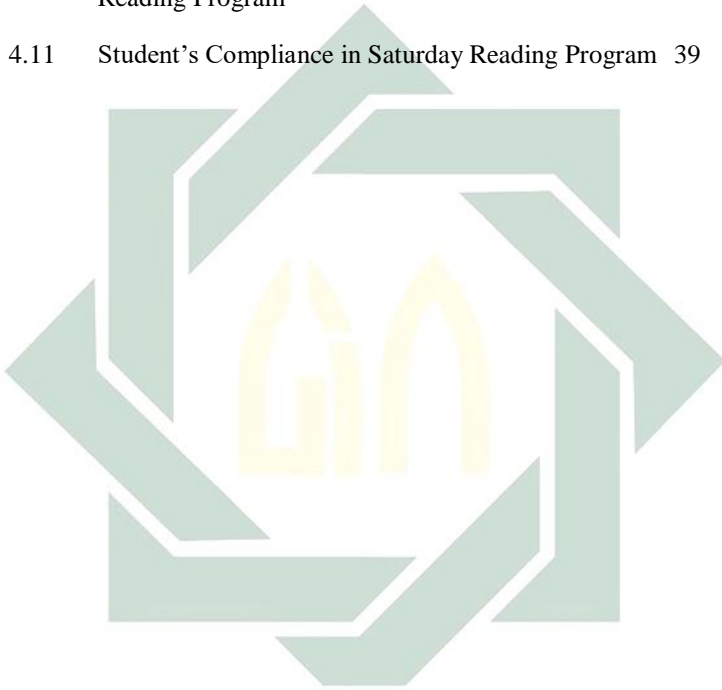 Reading Program
4.11 Student’s Compliance in Saturday Reading Program 39